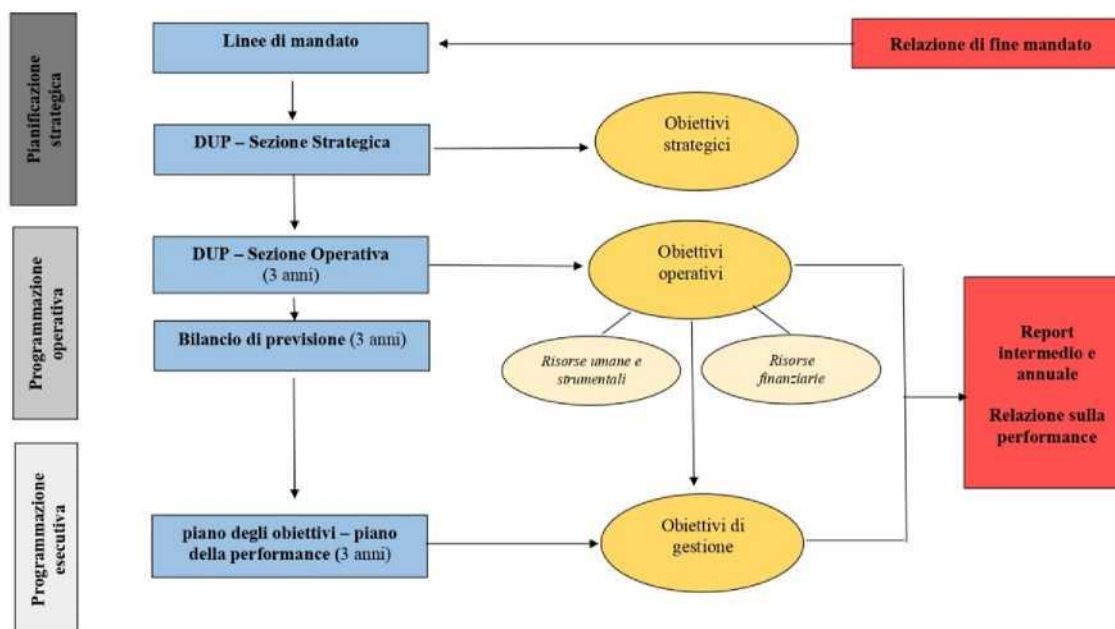 Pianificazione
strategica
Linee di mandato
Relazione di fine mandato
DUP – Sezione Strategica
Obiettivi
strategici
Programmazione
operativa
DUP – Sezione Operativa
(3 anni)
Obiettivi
operativi
Bilancio di previsione (3 anni)
Risorse umane e
strumentali
Risorse
finanziarie
Report
intermedio e
annuale
Relazione sulla
performance
Programmazione
esecutiva
piano degli obiettivi – piano
della performance (3 anni)
Obiettivi di
gestione